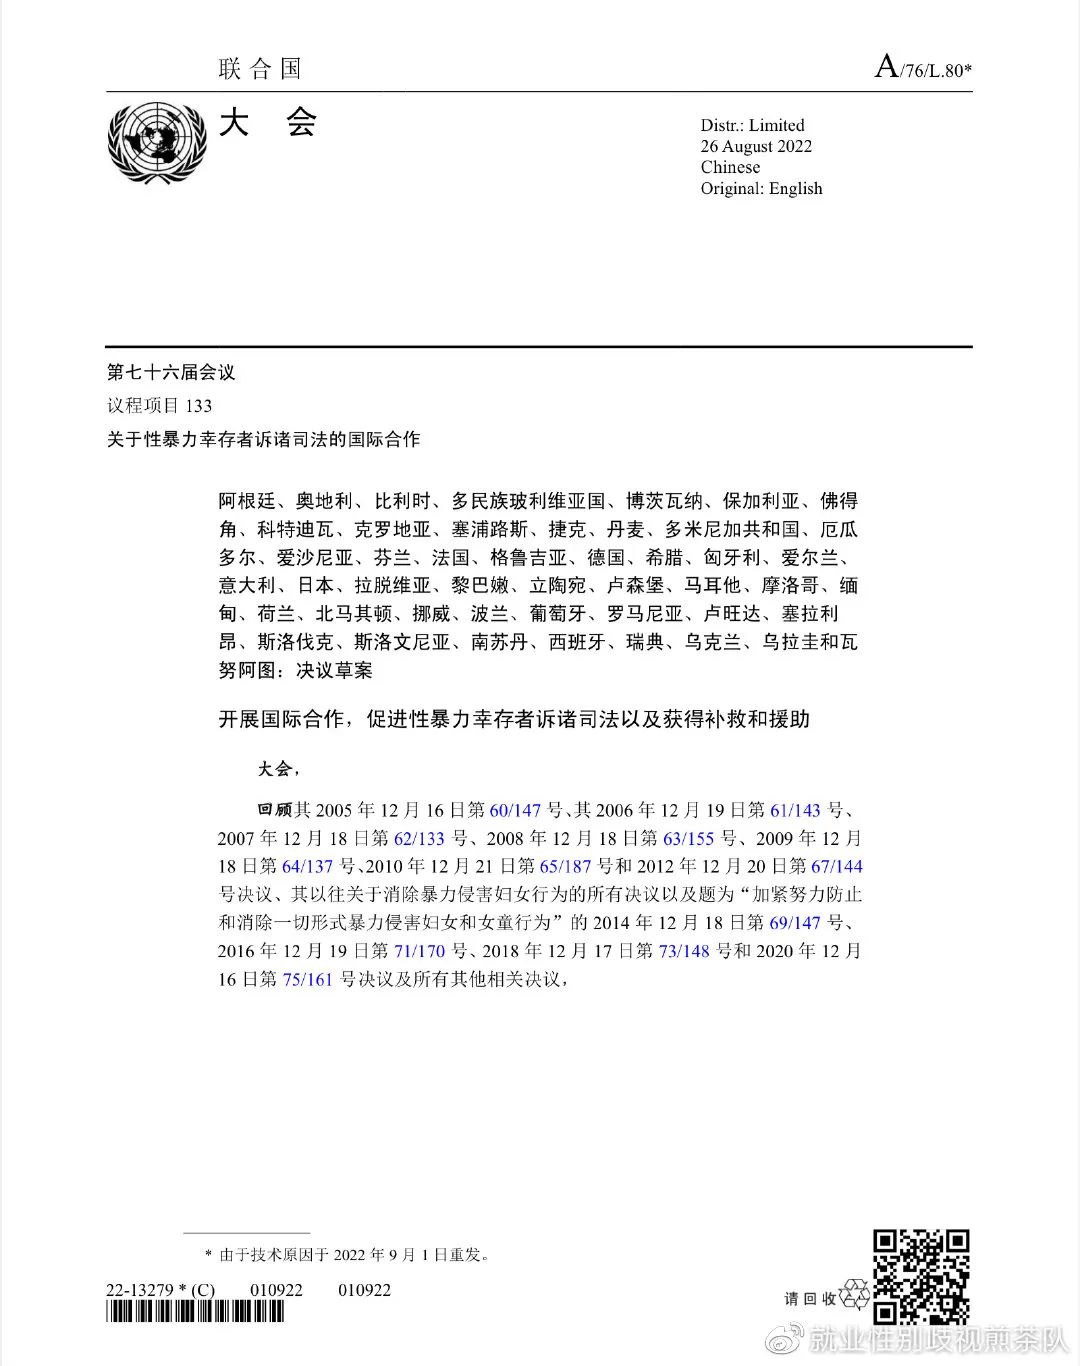 联合国
A/76/L.80*
大 会
Distr.: Limited
26 August 2022
Chinese
Original: English
第七十六届会议
议程项目 133
关于性暴力幸存者诉诸司法的国际合作
阿根廷、奥地利、比利时、多民族玻利维亚国、博茨瓦纳、保加利亚、佛得
角、科特迪瓦、克罗地亚、塞浦路斯、捷克、丹麦、多米尼加共和国、厄瓜
多尔、爱沙尼亚、芬兰、法国、格鲁吉亚、德国、希腊、匈牙利、爱尔兰、
意大利、日本、拉脱维亚、黎巴嫩、立陶宛、卢森堡、马耳他、摩洛哥、缅
甸、荷兰、北马其顿、挪威、波兰、葡萄牙、罗马尼亚、卢旺达、塞拉利
昂、斯洛伐克、斯洛文尼亚、南苏丹、西班牙、瑞典、乌克兰、乌拉圭和瓦
努阿图：决议草案
开展国际合作，促进性暴力幸存者诉诸司法以及获得补救和援助
大会，
回顾其 2005 年 12 月 16 日第 60/147 号、其 2006 年 12 月 19 日第 61/143 号、
2007 年 12 月 18 日第 62/133 号、2008 年 12 月 18 日第 63/155 号、2009 年 12 月
18 日第 64/137 号、2010 年 12 月 21 日第 65/187 号和 2012 年 12 月 20 日第 67/144
号决议、其以往关于消除暴力侵害妇女行为的所有决议以及题为“加紧努力防止
和消除一切形式暴力侵害妇女和女童行为”的 2014 年 12 月 18 日第 69/147 号、
2016 年 12 月 19 日第 71/170 号、2018 年 12 月 17 日第 73/148 号和 2020 年 12 月
16 日第 75/161 号决议及所有其他相关决议，
* 由于技术原因于 2022 年 9 月 1 日重发。
22-13279 * (C) 010922 010922
请回收
就业性别歧视煎茶队